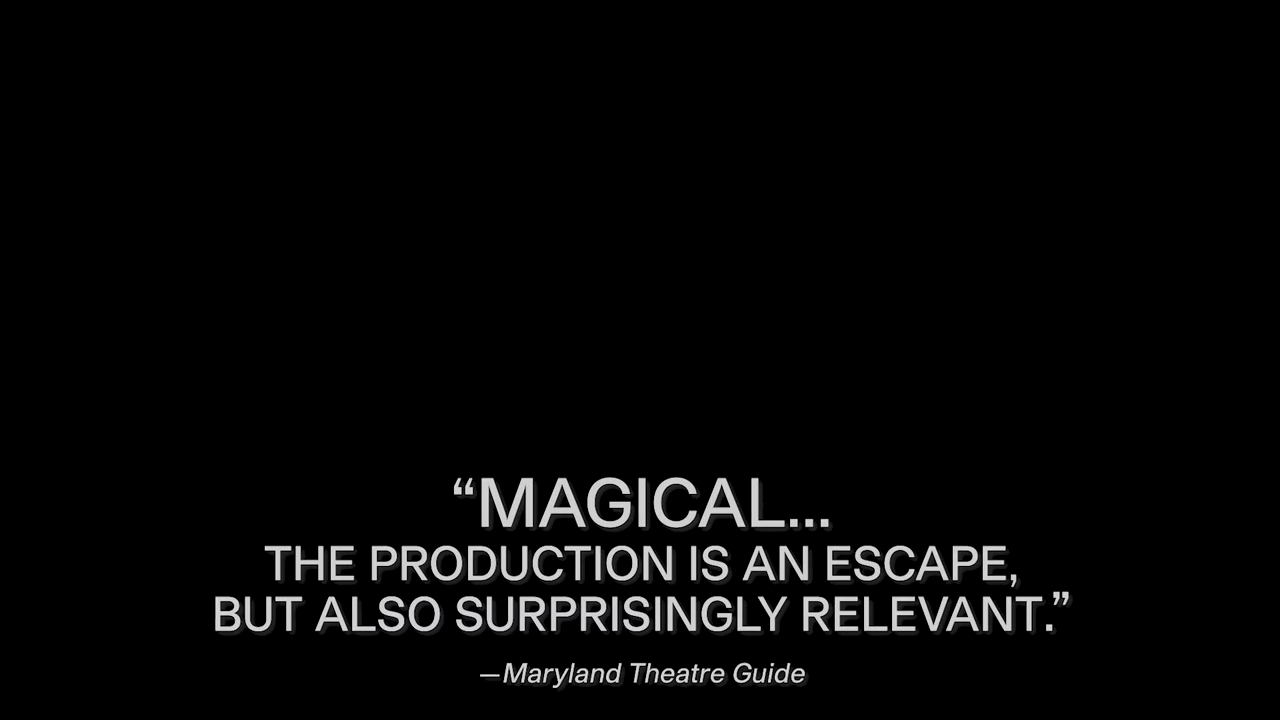 “MAGICAL...
THE PRODUCTION IS AN ESCAPE,
BUT ALSO SURPRISINGLY RELEVANT.”
—Maryland Theatre Guide